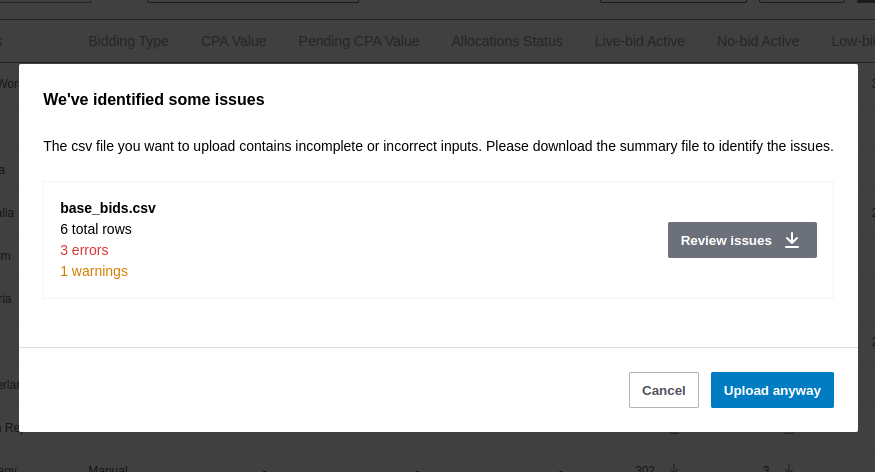 Bidding Type CPA Value Pending CPA Value Allocations Status Live-bid Active No-bid Active
We've identified some issues
The csv file you want to upload contains incomplete or incorrect inputs. Please download the summary file to identify the issues.
base_bids.csv
6 total rows
3 errors
1 warnings
Review issues
Cancel
Upload anyway
Manual - - - 302 3